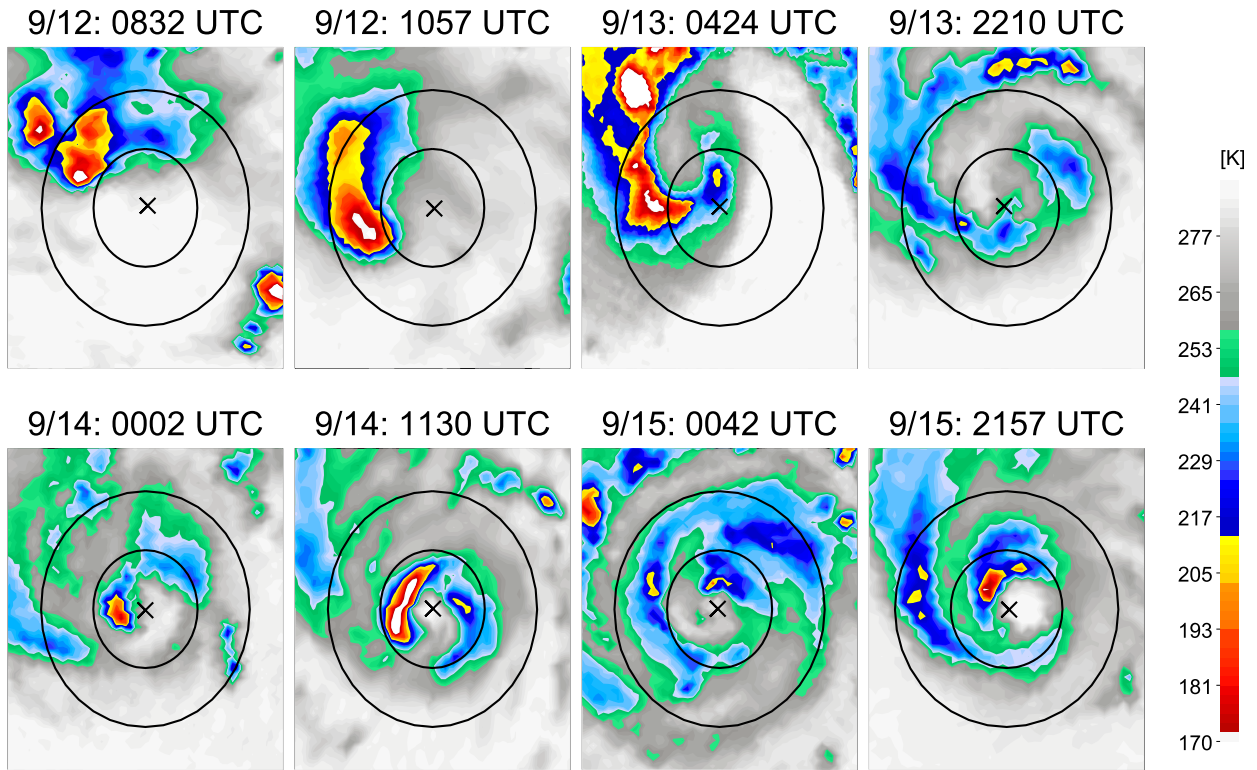 9/12: 0832 UTC
9/12: 1057 UTC
9/13: 0424 UTC
9/13: 2210 UTC
[K]
277
265
253
241
229
217
205
193
181
170
9/14: 0002 UTC
9/14: 1130 UTC
9/15: 0042 UTC
9/15: 2157 UTC